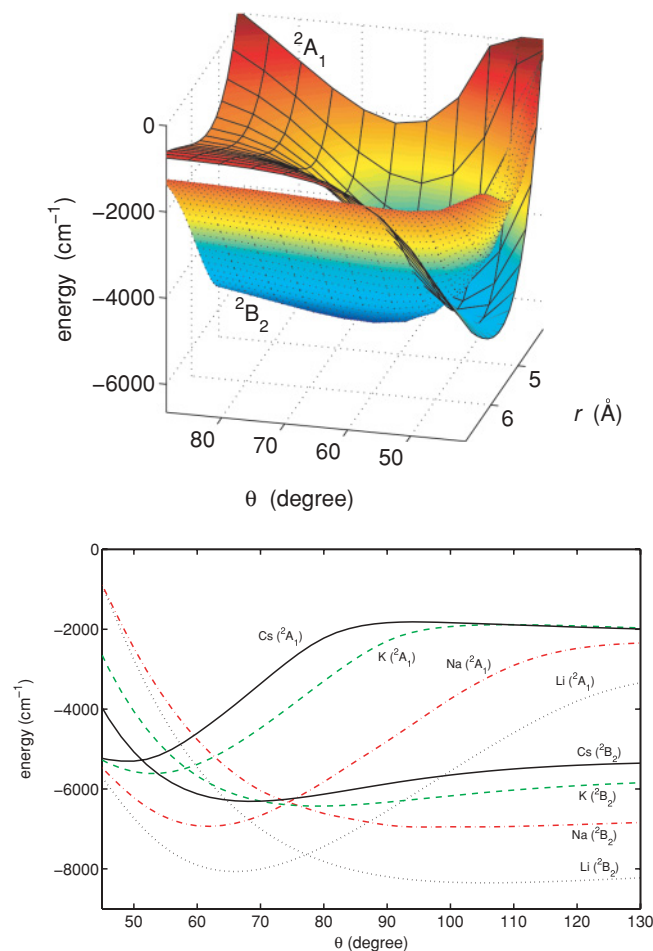 ²A₁
0
−2000
−4000
−6000
energy (cm⁻¹)
²B₂
80
70
60
50
5
6
r (Å)
θ (degree)
0
−2000
−4000
−6000
−8000
energy (cm⁻¹)
Cs (²A₁)
K (²A₁)
Na (²A₁)
Li (²A₁)
Cs (²B₂)
K (²B₂)
Na (²B₂)
Li (²B₂)
50 60 70 80 90 100 110 120 130
θ (degree)